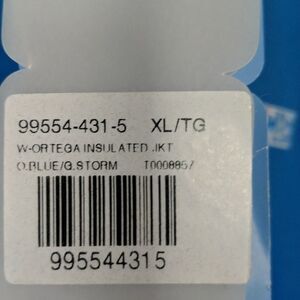 99554-431-5 XL/TG
W-ORTEGA INSULATED JKT
O.BLUE/G.STORM T0008857
995544315